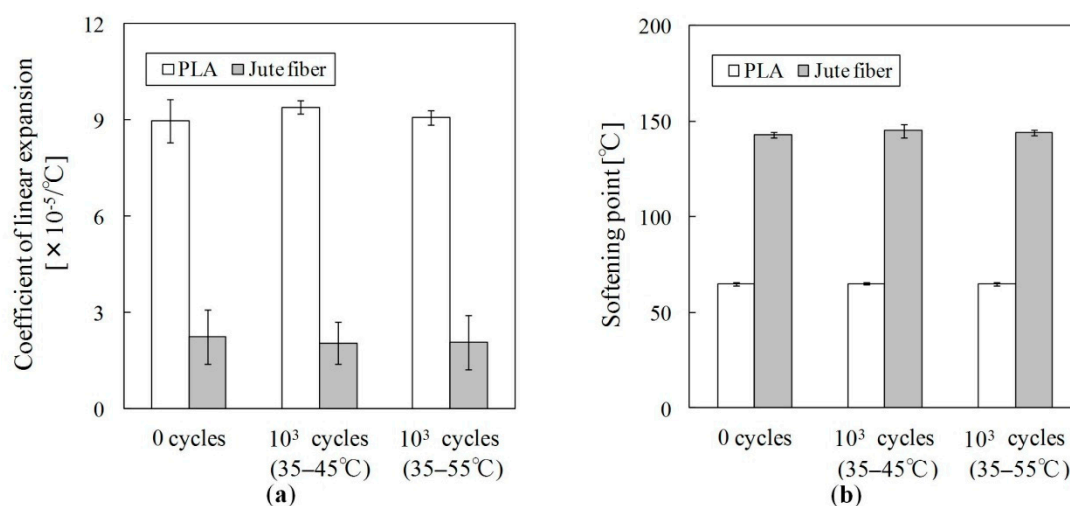 Coefficient of linear expansion
[ × 10⁻⁵/℃]
12
9
6
3
0
PLA Jute fiber
0 cycles
10³ cycles
(35–45℃)
10³ cycles
(35–55℃)
(a)
Softening point [℃]
200
150
100
50
0
PLA Jute fiber
0 cycles
10³ cycles
(35–45℃)
10³ cycles
(35–55℃)
(b)